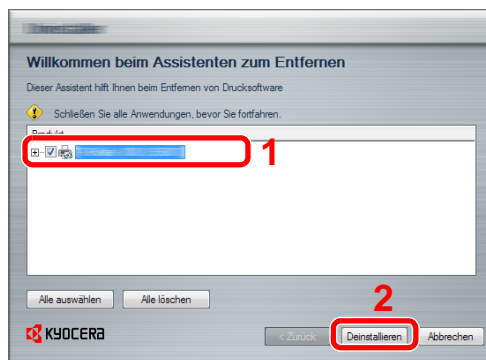 Willkommen beim Assistenten zum Entfernen
Dieser Assistent hilft Ihnen beim Entfernen von Drucksoftware
Schließen Sie alle Anwendungen, bevor Sie fortfahren.
Produkt
1
Alle auswählen Alle löschen
2
KYOCERA < Zurück Deinstallieren Abbrechen